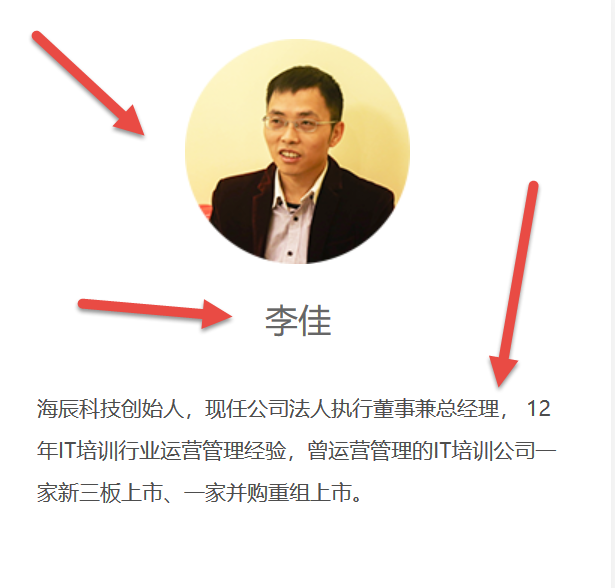 李佳
海辰科技创始人，现任公司法人执行董事兼总经理， 12
年IT培训行业运营管理经验，曾运营管理的IT培训公司一
家新三板上市、一家并购重组上市。